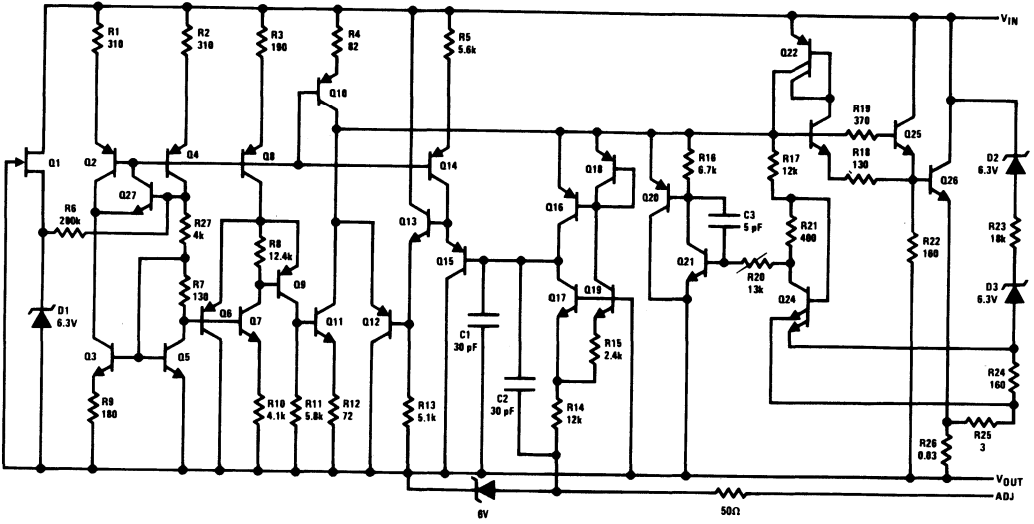 R1
310
R2
310
R3
190
R4
82
R5
5.6k
VIN
Q22
Q10
R19
370
Q25
R18
130
Q1
Q2
Q4
Q8
Q14
Q18
R16
6.7k
R17
12k
Q26
D2
6.3V
Q27
Q20
Q16
Q13
R6
200k
R27
4k
C3
5 pF
R21
400
R8
12.4k
R22
160
R23
18k
Q15
Q21
R20
13k
R7
130
Q9
D1
6.3V
Q6
Q7
Q11
Q12
Q17
Q19
Q24
D3
6.3V
C1
30 pF
R15
2.4k
Q3
Q5
R24
160
C2
30 pF
R9
180
R10
4.1k
R11
5.8k
R12
72
R13
5.1k
R14
12k
R26
0.03
R25
3
VOUT
ADJ
6V
50Ω